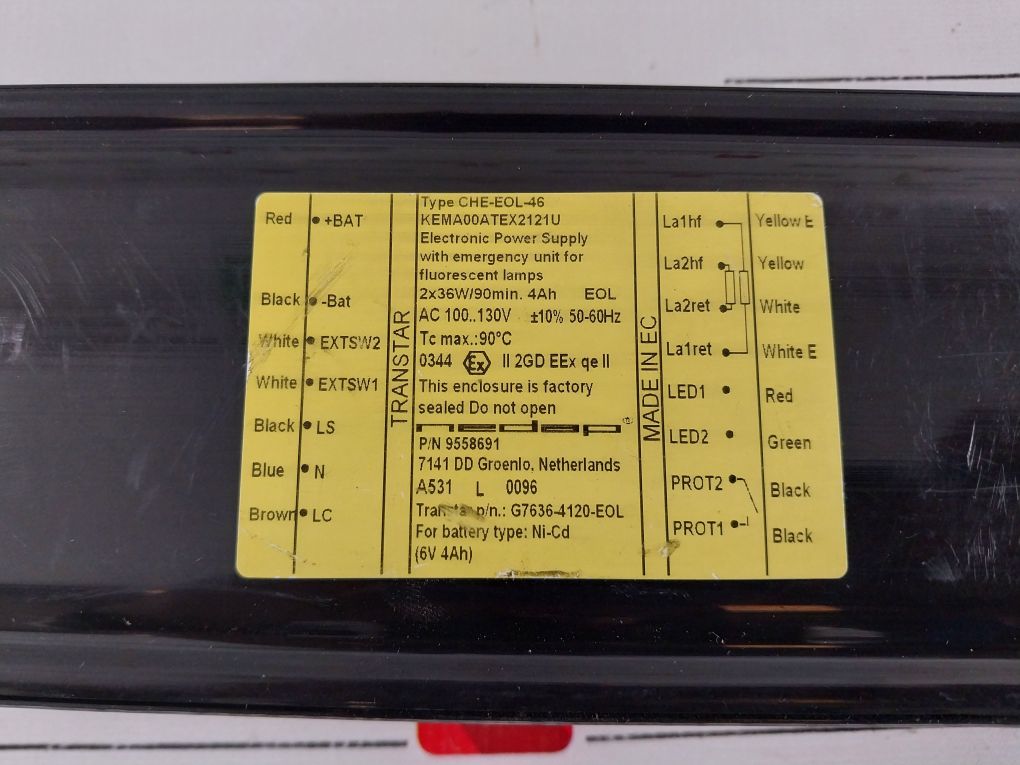 Red +BAT
Black -Bat
White EXTSW2
White EXTSW1
Black LS
Blue N
Brown LC
TRANSTAR
Type CHE-EOL-46
KEMA00ATEX2121U
Electronic Power Supply
with emergency unit for
fluorescent lamps
2x36W/90min. 4Ah EOL
AC 100..130V ±10% 50-60Hz
Tc max.:90°C
0344 Ex II 2GD EEx qe II
This enclosure is factory
sealed Do not open
nedap®
P/N 9558691
7141 DD Groenlo, Netherlands
A531 L 0096
Transtar p/n.: G7636-4120-EOL
For battery type: Ni-Cd
(6V 4Ah)
MADE IN EC
La1hf Yellow E
La2hf Yellow
La2ret White
La1ret White E
LED1 Red
LED2 Green
PROT2 Black
PROT1 Black